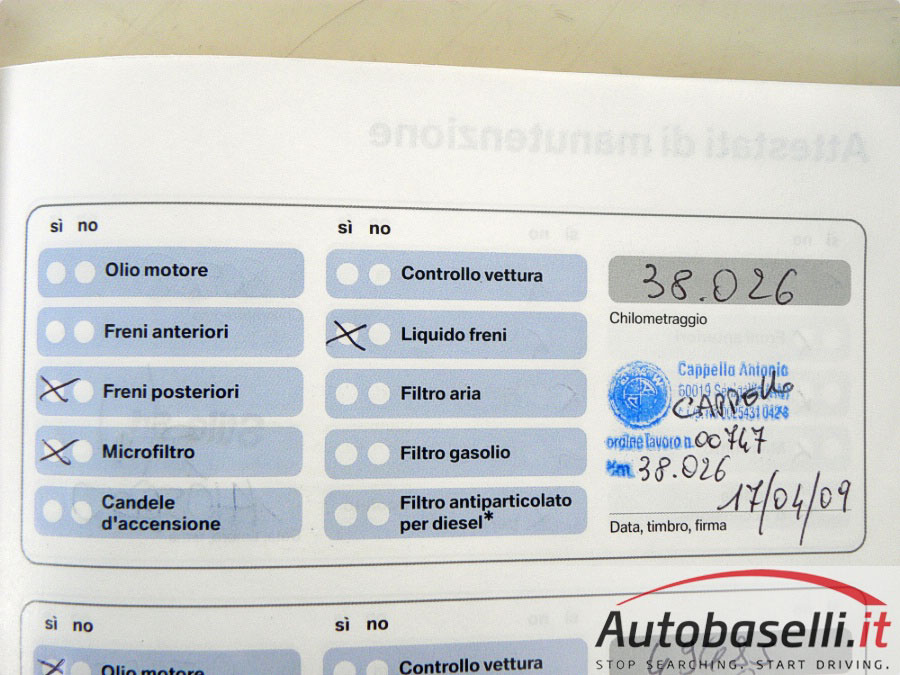 Attestati di manutenzione
sì no
Olio motore
Freni anteriori
Freni posteriori
Microfiltro
Candele
d'accensione
sì no
Controllo vettura
Liquido freni
Filtro aria
Filtro gasolio
Filtro antiparticolato
per diesel*
38.026
Chilometraggio
Cappello Antonio
60019
CAPPELLO
ordine lavoro n. 00747
Km 38.026
17/04/09
Data, timbro, firma
sì no
Olio motore
sì no
Controllo vettura
Autobaselli.it
STOP SEARCHING. START DRIVING.